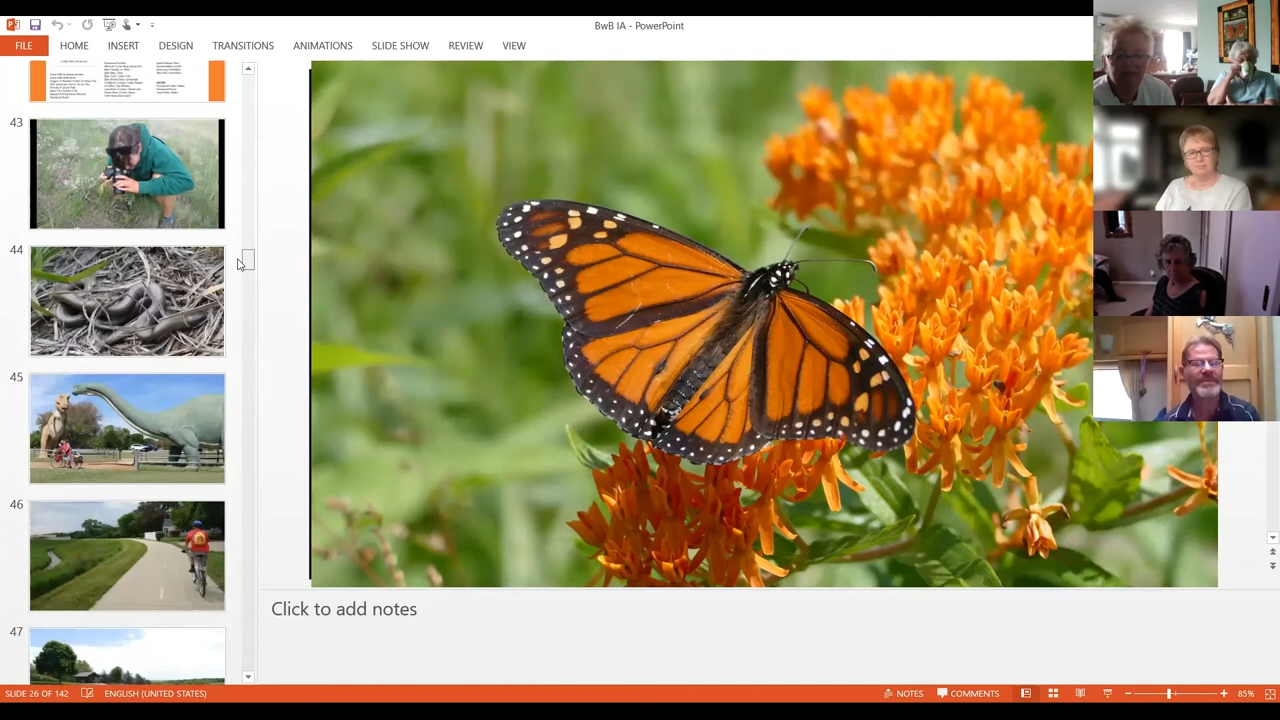 BwB IA - PowerPoint
FILE HOME INSERT DESIGN TRANSITIONS ANIMATIONS SLIDE SHOW REVIEW VIEW
43
44
45
46
47
Click to add notes
SLIDE 26 OF 142 ENGLISH (UNITED STATES) NOTES COMMENTS 85%